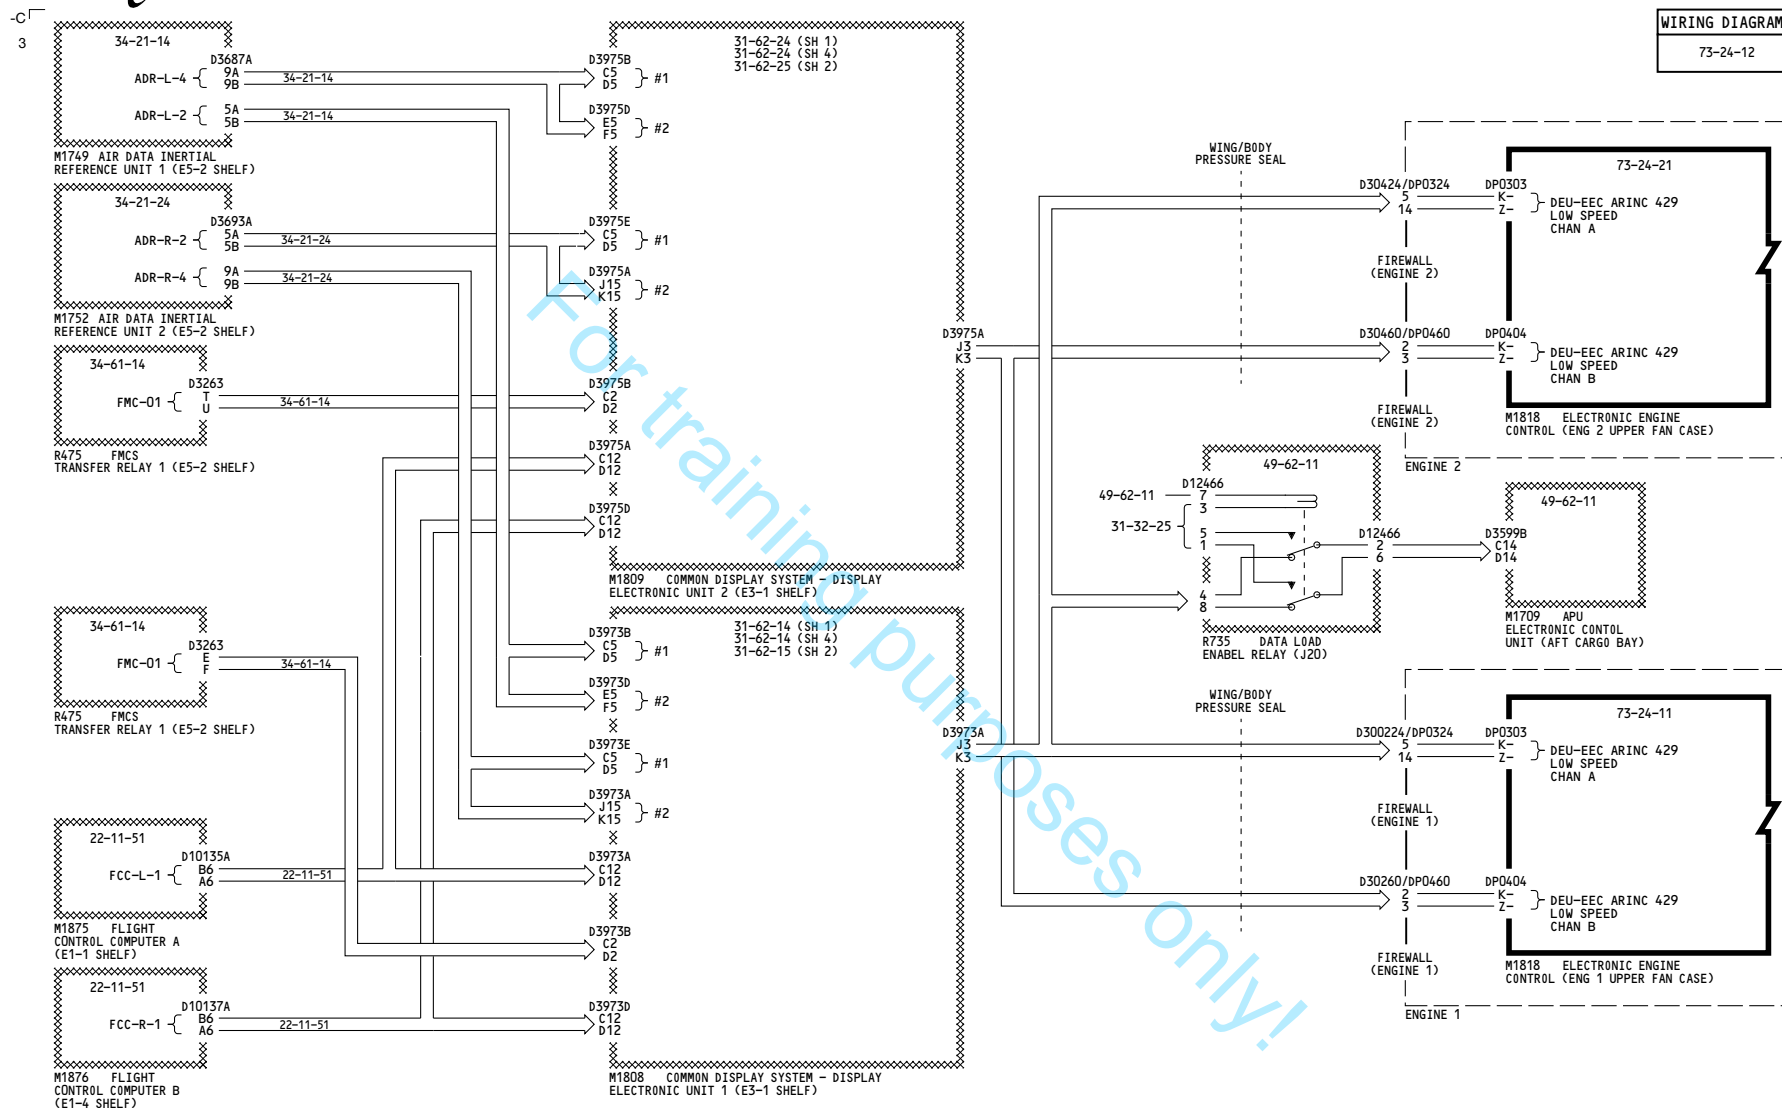 -C
3
WIRING DIAGRAM
73-24-12
34-21-14
D3687A
ADR-L-4 { 9A
9B
34-21-14
ADR-L-2 { 5A
5B
34-21-14
M1749 AIR DATA INERTIAL
REFERENCE UNIT 1 (E5-2 SHELF)
34-21-24
D3693A
ADR-R-2 { 5A
5B
34-21-24
ADR-R-4 { 9A
9B
34-21-24
M1752 AIR DATA INERTIAL
REFERENCE UNIT 2 (E5-2 SHELF)
34-61-14
D3263
FMC-01 { T
U
34-61-14
R475 FMCS
TRANSFER RELAY 1 (E5-2 SHELF)
34-61-14
D3263
FMC-01 { E
F
34-61-14
R475 FMCS
TRANSFER RELAY 1 (E5-2 SHELF)
22-11-51
D10135A
FCC-L-1 { B6
A6
22-11-51
M1875 FLIGHT
CONTROL COMPUTER A
(E1-1 SHELF)
22-11-51
D10137A
FCC-R-1 { B6
A6
22-11-51
M1876 FLIGHT
CONTROL COMPUTER B
(E1-4 SHELF)
31-62-24 (SH 1)
31-62-24 (SH 4)
31-62-25 (SH 2)
D3975B
C5
D5 } #1
D3975D
E5
F5 } #2
D3975E
C5
D5 } #1
D3975A
J15
K15 } #2
D3975B
C2
D2
D3975A
C12
D12
D3975D
C12
D12
D3975A
J3
K3
M1809 COMMON DISPLAY SYSTEM - DISPLAY
ELECTRONIC UNIT 2 (E3-1 SHELF)
31-62-14 (SH 1)
31-62-14 (SH 4)
31-62-15 (SH 2)
D3973B
C5
D5 } #1
D3973D
E5
F5 } #2
D3973E
C5
D5 } #1
D3973A
J15
K15 } #2
D3973A
C12
D12
D3973B
C2
D2
D3973D
C12
D12
D3973A
J3
K3
M1808 COMMON DISPLAY SYSTEM - DISPLAY
ELECTRONIC UNIT 1 (E3-1 SHELF)
WING/BODY
PRESSURE SEAL
D30424/DP0324
5
14
DP0303
K-
Z-
73-24-21
DEU-EEC ARINC 429
LOW SPEED
CHAN A
FIREWALL
(ENGINE 2)
D30460/DP0460
2
3
DP0404
K-
Z-
DEU-EEC ARINC 429
LOW SPEED
CHAN B
FIREWALL
(ENGINE 2)
M1818 ELECTRONIC ENGINE
CONTROL (ENG 2 UPPER FAN CASE)
ENGINE 2
49-62-11
D12466
49-62-11 7
3
31-32-25 { 5
1
4
8
D12466
2
6
R735 DATA LOAD
ENABEL RELAY (J20)
49-62-11
D3599B
C14
D14
M1709 APU
ELECTRONIC CONTOL
UNIT (AFT CARGO BAY)
WING/BODY
PRESSURE SEAL
D300224/DP0324
5
14
DP0303
K-
Z-
73-24-11
DEU-EEC ARINC 429
LOW SPEED
CHAN A
FIREWALL
(ENGINE 1)
D30260/DP0460
2
3
DP0404
K-
Z-
DEU-EEC ARINC 429
LOW SPEED
CHAN B
FIREWALL
(ENGINE 1)
M1818 ELECTRONIC ENGINE
CONTROL (ENG 1 UPPER FAN CASE)
ENGINE 1
For training purposes only!